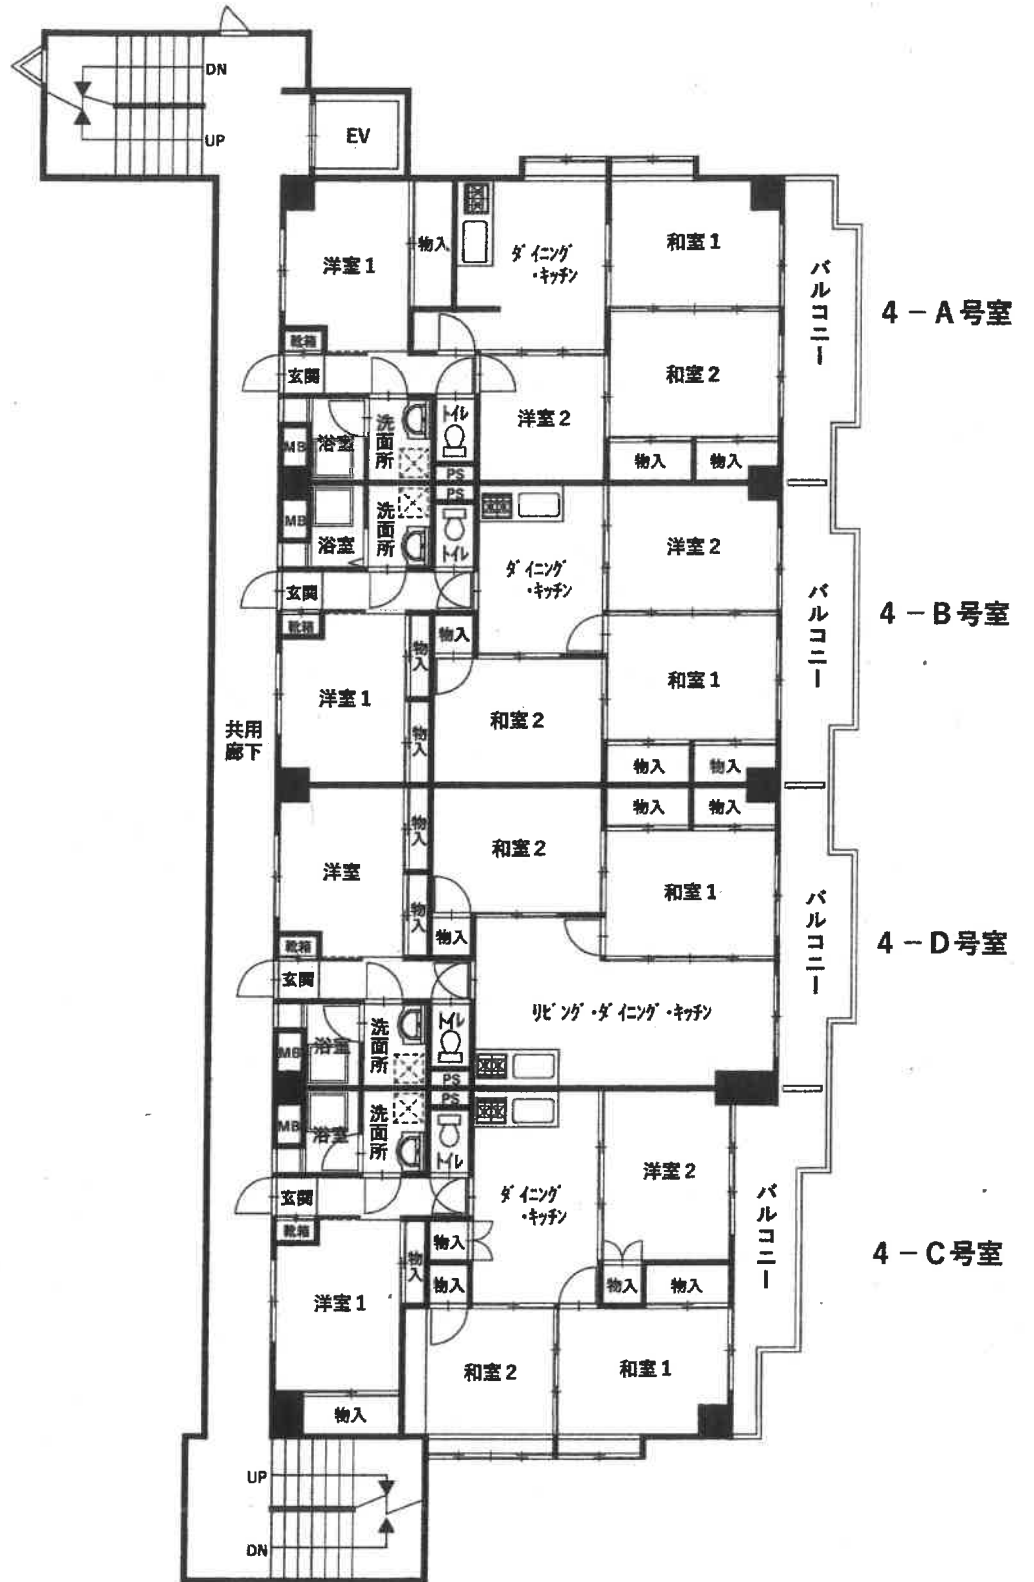 DN
UP
EV
洋室1
物入
ダイニング
・キッチン
和室1
バルコニー
4－A号室
和室2
靴箱
玄関
洋室2
トイレ
洗面所
浴室
MB
物入
物入
PS
PS
MB
浴室
洗面所
トイレ
ダイニング
・キッチン
洋室2
バルコニー
4－B号室
玄関
靴箱
物入
物入
洋室1
和室1
和室2
物入
共用
廊下
物入
物入
物入
物入
物入
洋室
和室2
和室1
バルコニー
4－D号室
物入
物入
靴箱
玄関
リビング・ダイニング・キッチン
洗面所
トイレ
浴室
MB
PS
PS
MB
浴室
洗面所
トイレ
ダイニング
・キッチン
洋室2
バルコニー
4－C号室
玄関
靴箱
物入
物入
物入
物入
物入
洋室1
和室2
和室1
物入
UP
DN